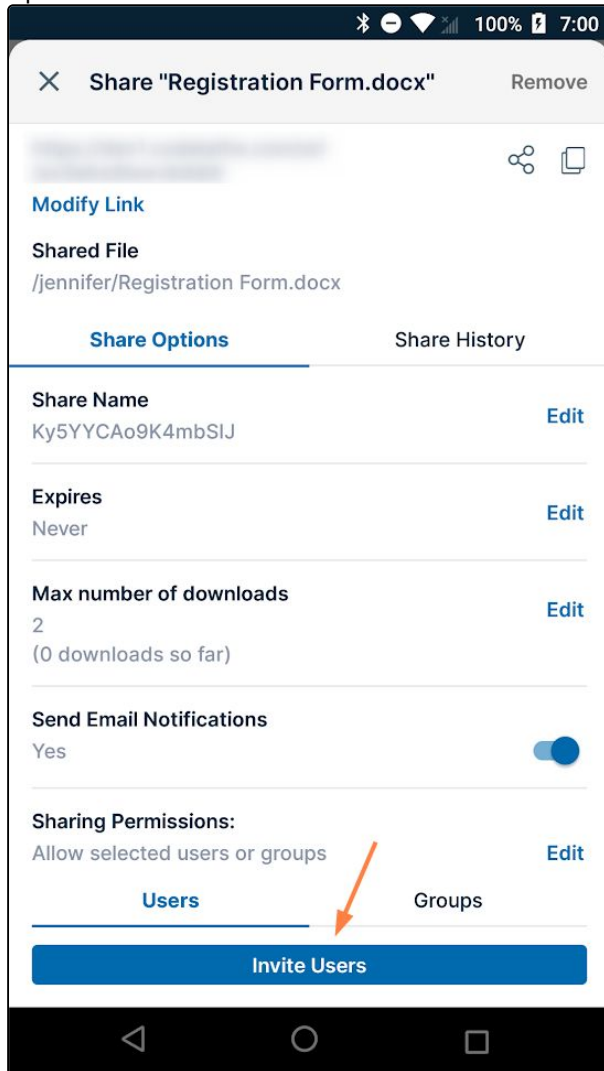 100% 7:00
Share "Registration Form.docx" Remove
Modify Link
Shared File
/jennifer/Registration Form.docx
Share Options Share History
Share Name
Ky5YYCAo9K4mbSIJ Edit
Expires
Never Edit
Max number of downloads
2 Edit
(0 downloads so far)
Send Email Notifications
Yes
Sharing Permissions:
Allow selected users or groups Edit
Users Groups
Invite Users